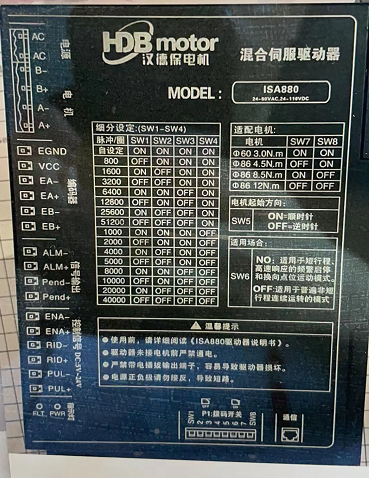 HDB motor
汉德保电机
混合伺服驱动器
MODEL:
ISA880
24-80VAC,24-110VDC
AC
AC
B-
B+
A-
A+
电源
电机
EGND
VCC
EA-
EA+
EB-
EB+
编码器
ALM-
ALM+
Pend-
Pend+
信号输出
ENA-
ENA+
RID-
RID+
PUL-
PUL+
控制信号 DC:5V-24V
FLT PWR
指示灯
细分设定:(SW1-SW4)
脉冲/圈 SW1 SW2 SW3 SW4
自设定 ON ON ON ON
800 OFF ON ON ON
1600 ON OFF ON ON
3200 OFF OFF ON ON
6400 ON ON OFF ON
12800 OFF ON OFF ON
25600 ON OFF OFF ON
51200 OFF OFF OFF ON
1000 ON ON ON OFF
2000 OFF ON ON OFF
4000 ON OFF ON OFF
5000 OFF OFF ON OFF
8000 ON ON OFF OFF
10000 OFF ON OFF OFF
20000 ON OFF OFF OFF
40000 OFF OFF OFF OFF
适配电机:
电机 SW7 SW8
Φ60 3.0N.m ON ON
Φ86 4.5N.m OFF ON
Φ86 8.5N.m ON OFF
Φ86 12N.m OFF OFF
电机起始方向:
SW5
ON=顺时针
OFF=逆时针
适用场合:
SW6
NO:适用于短行程,
高速响应的频繁启停
和换向点位运动模式.
OFF:适用于普遍非短
行程连续运转的模式
温馨提示
●使用前,请详细阅读《ISA880驱动器说明书》.
●驱动器未接电机前严禁通电.
●严禁带电插拔输出端子,容易导致驱动器损坏.
●电源正负极请勿接反,导致短路.
P1:拨码开关
SW1 2 3 4 5 6 7 SW8
通信